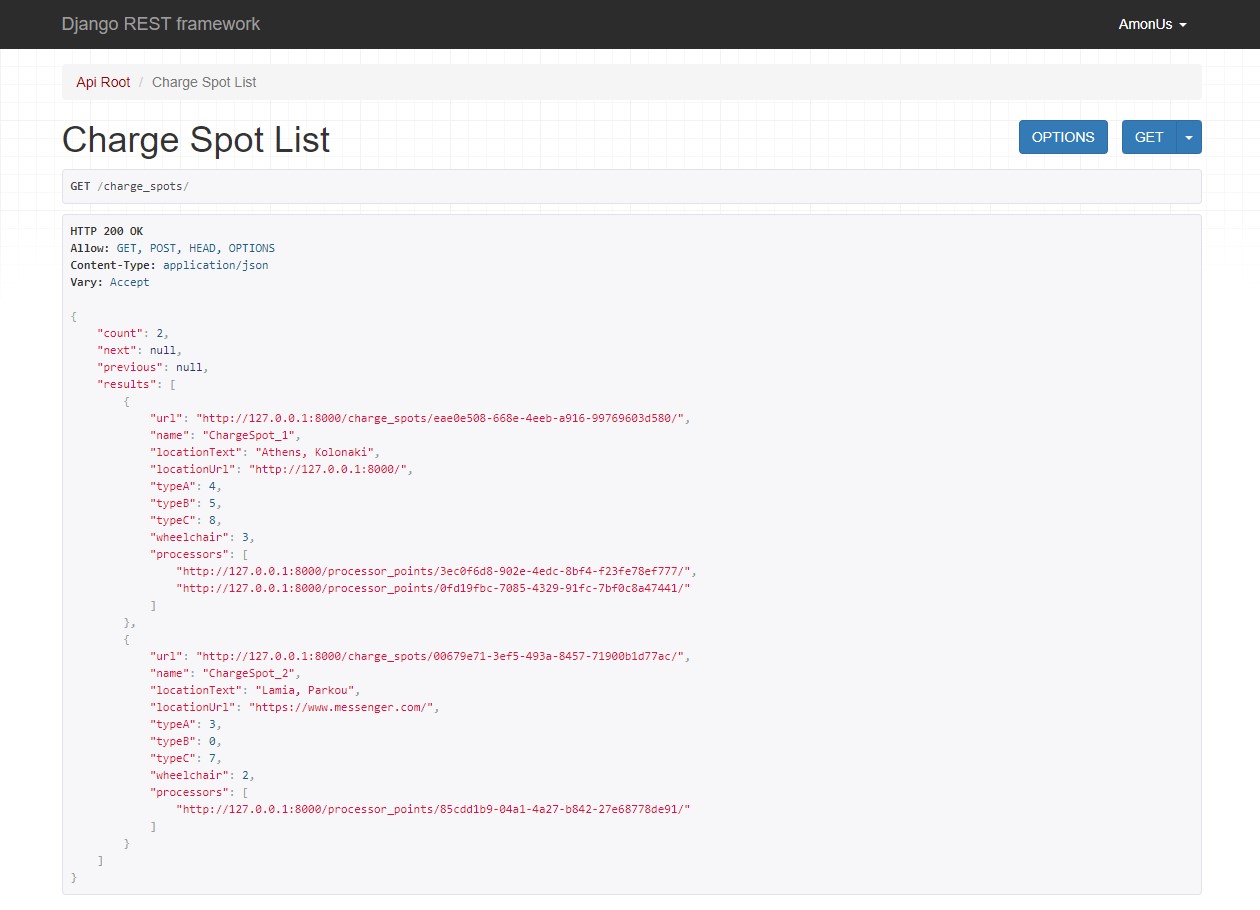 Django REST framework
AmonUs
Api Root / Charge Spot List
Charge Spot List
OPTIONS
GET
GET /charge_spots/
HTTP 200 OK
Allow: GET, POST, HEAD, OPTIONS
Content-Type: application/json
Vary: Accept
{
    "count": 2,
    "next": null,
    "previous": null,
    "results": [
        {
            "url": "http://127.0.0.1:8000/charge_spots/eae0e508-668e-4eeb-a916-99769603d580/",
            "name": "ChargeSpot_1",
            "locationText": "Athens, Kolonaki",
            "locationUrl": "http://127.0.0.1:8000/",
            "typeA": 4,
            "typeB": 5,
            "typeC": 8,
            "wheelchair": 3,
            "processors": [
                "http://127.0.0.1:8000/processor_points/3ec0f6d8-902e-4edc-8bf4-f23fe78ef777/",
                "http://127.0.0.1:8000/processor_points/0fd19fbc-7085-4329-91fc-7bf0c8a47441/"
            ]
        },
        {
            "url": "http://127.0.0.1:8000/charge_spots/00679e71-3ef5-493a-8457-71900b1d77ac/",
            "name": "ChargeSpot_2",
            "locationText": "Lamia, Parkou",
            "locationUrl": "https://www.messenger.com/",
            "typeA": 3,
            "typeB": 0,
            "typeC": 7,
            "wheelchair": 2,
            "processors": [
                "http://127.0.0.1:8000/processor_points/85cdd1b9-04a1-4a27-b842-27e68778de91/"
            ]
        }
    ]
}